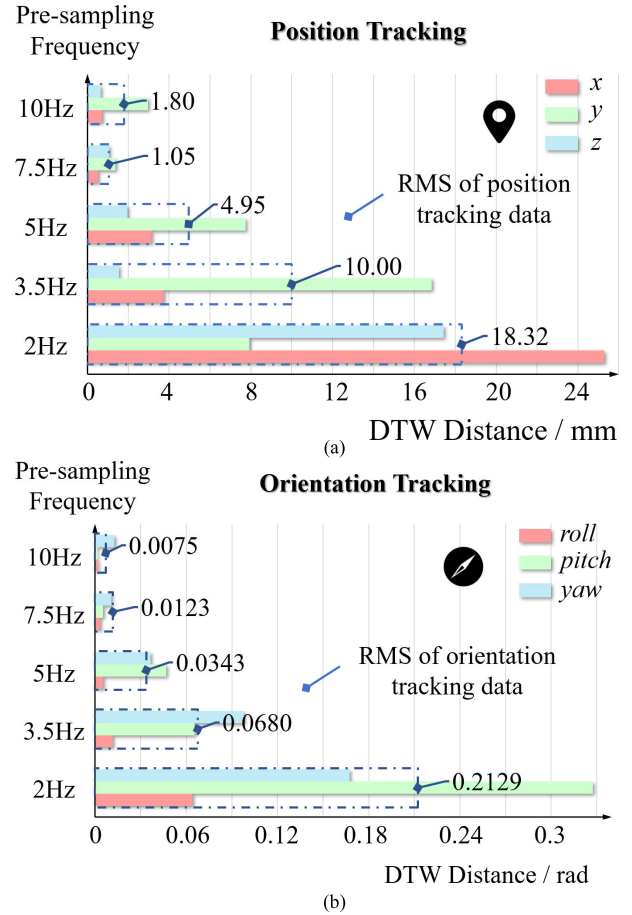 Pre-sampling
Frequency
Position Tracking
x
y
z
10Hz
1.80
7.5Hz
1.05
RMS of position
tracking data
5Hz
4.95
3.5Hz
10.00
2Hz
18.32
0 4 8 12 16 20 24
DTW Distance / mm
(a)
Pre-sampling
Frequency
Orientation Tracking
roll
pitch
yaw
10Hz
0.0075
7.5Hz
0.0123
RMS of orientation
tracking data
5Hz
0.0343
3.5Hz
0.0680
2Hz
0.2129
0 0.06 0.12 0.18 0.24 0.3
DTW Distance / rad
(b)